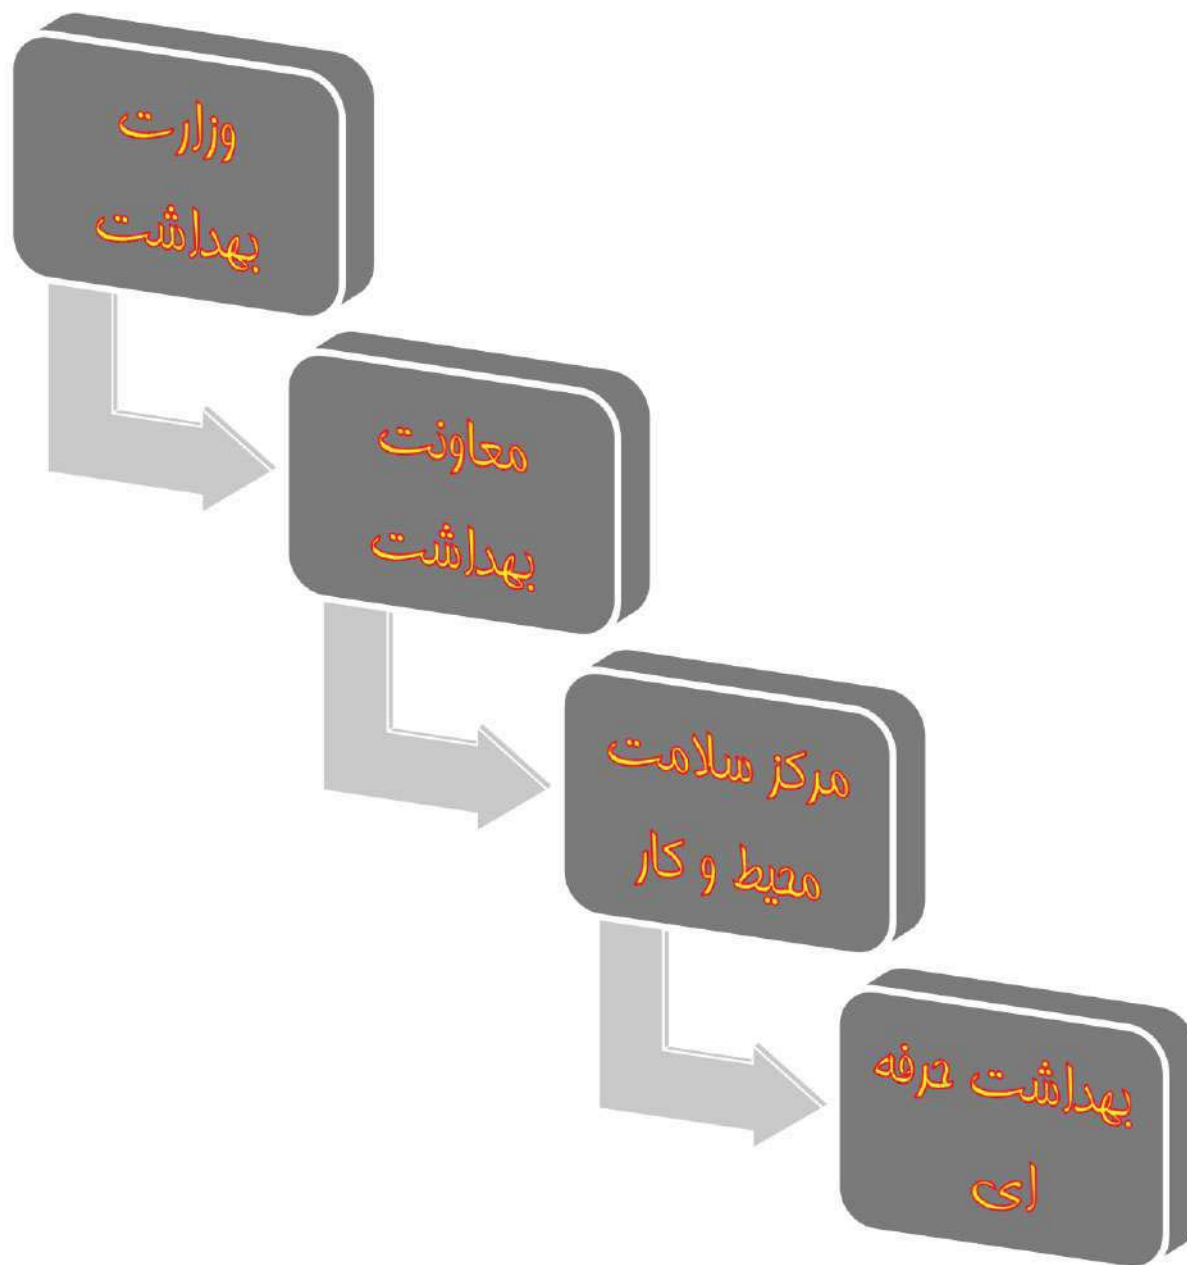 وزارت
بهداشت
معاونت
بهداشت
مرکز سلامت
محیط و کار
بهداشت حرفه
ای